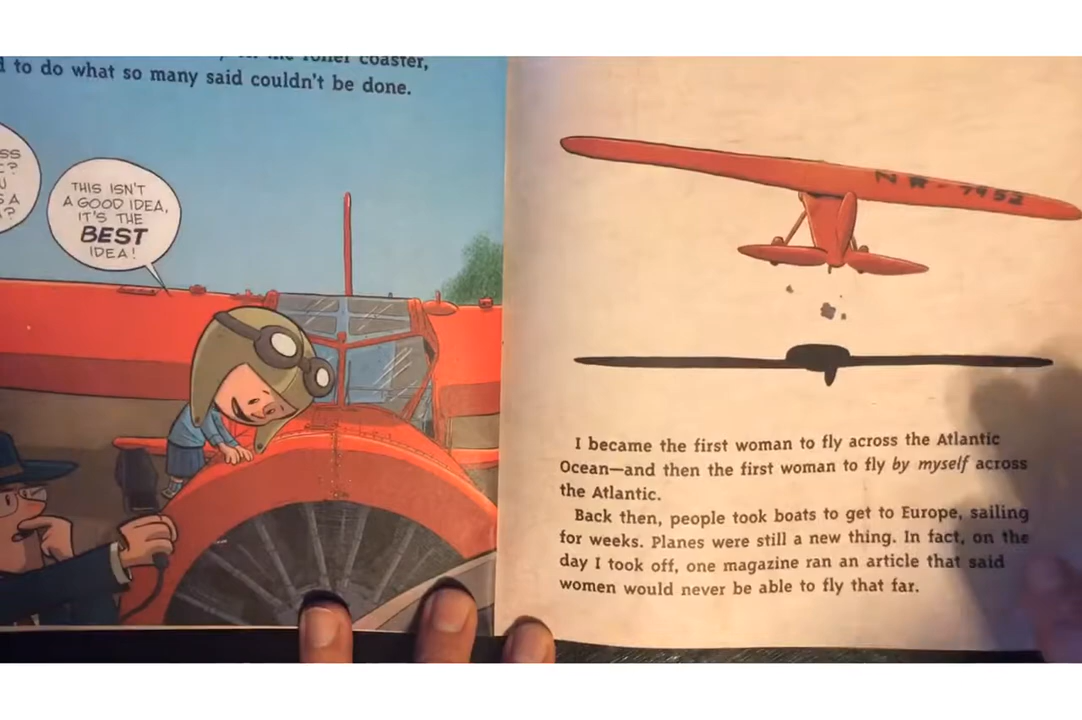 roller coaster,
to do what so many said couldn't be done.
THIS ISN'T
A GOOD IDEA,
IT'S THE
BEST
IDEA!
NR-7952
I became the first woman to fly across the Atlantic
Ocean—and then the first woman to fly by myself across
the Atlantic.
Back then, people took boats to get to Europe, sailing
for weeks. Planes were still a new thing. In fact, on the
day I took off, one magazine ran an article that said
women would never be able to fly that far.